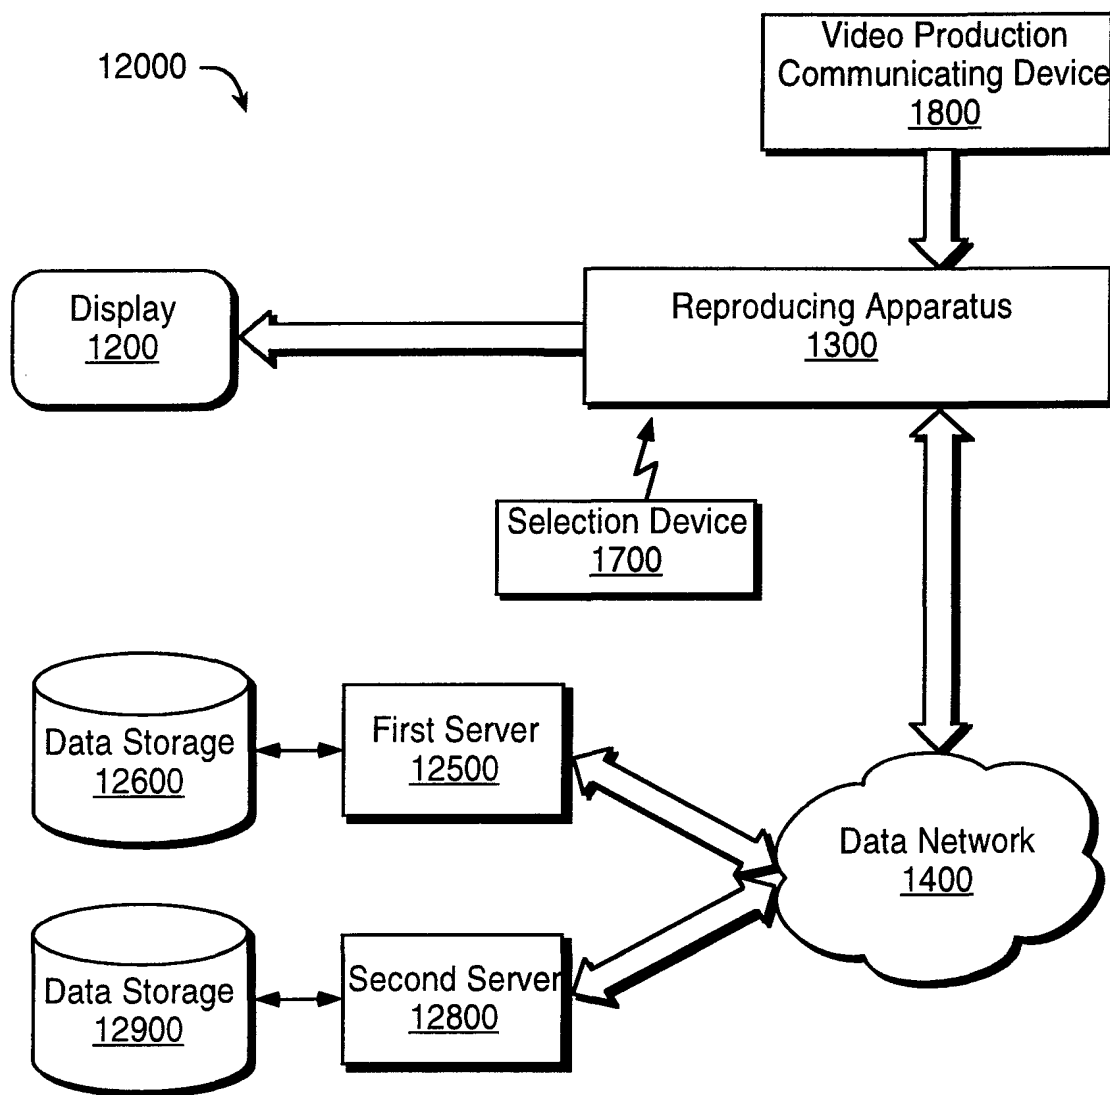 12000
Video Production
Communicating Device
1800
Display
1200
Reproducing Apparatus
1300
Selection Device
1700
Data Storage
12600
First Server
12500
Data Network
1400
Data Storage
12900
Second Server
12800